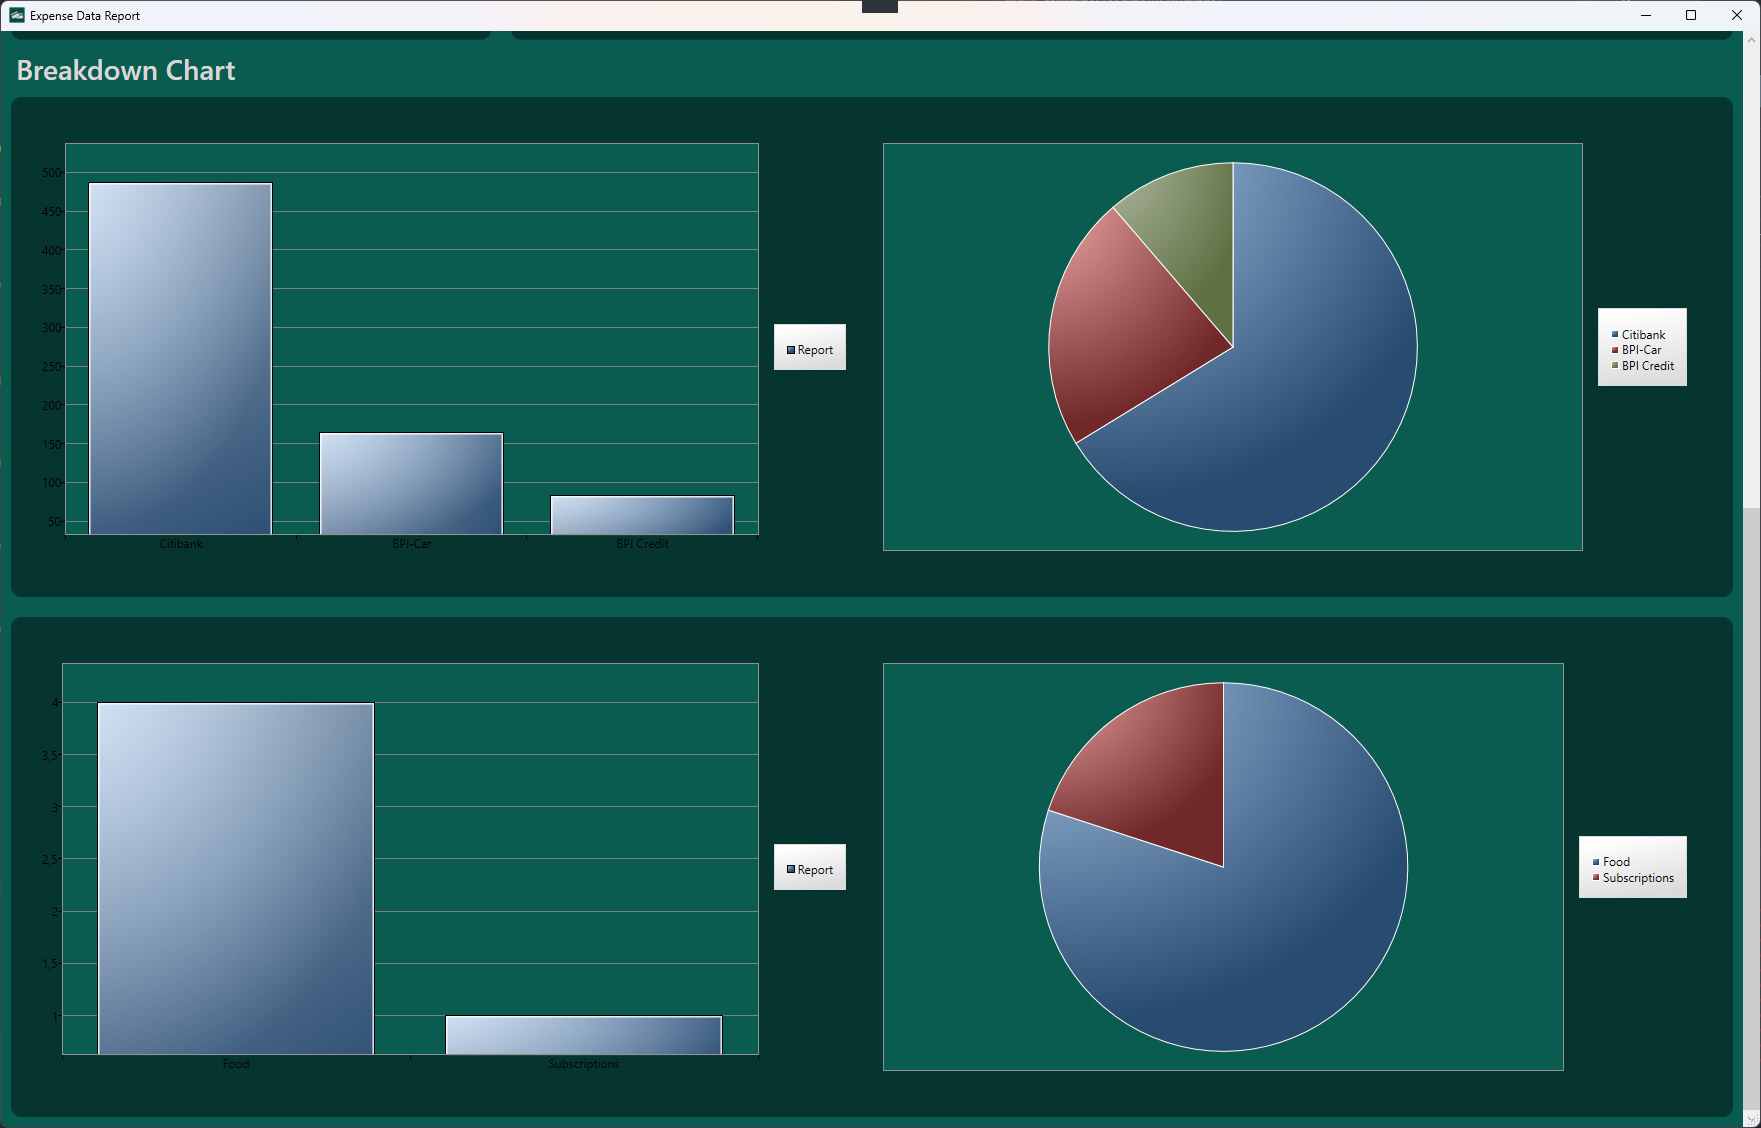 Expense Data Report
Breakdown Chart
500
450
400
350
300
250
200
150
100
50
Citibank
BPI-Car
BPI Credit
Report
Citibank
BPI-Car
BPI Credit
4
3,5
3
2,5
2
1,5
1
Food
Subscriptions
Report
Food
Subscriptions